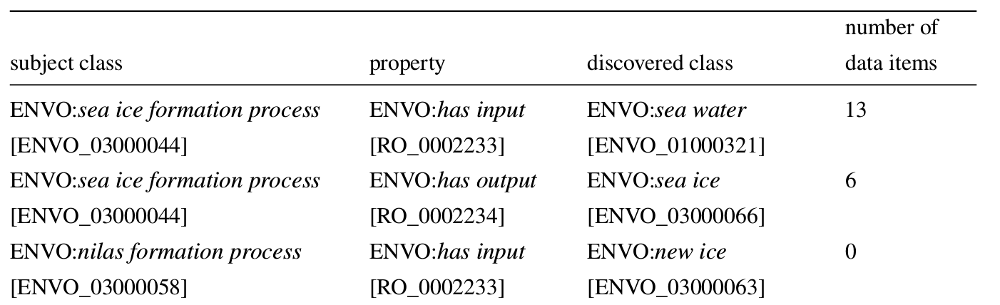 number of
subject class property discovered class data items
ENVO:sea ice formation process ENVO:has input ENVO:sea water 13
[ENVO_03000044] [RO_0002233] [ENVO_01000321]
ENVO:sea ice formation process ENVO:has output ENVO:sea ice 6
[ENVO_03000044] [RO_0002234] [ENVO_03000066]
ENVO:nilas formation process ENVO:has input ENVO:new ice 0
[ENVO_03000058] [RO_0002233] [ENVO_03000063]